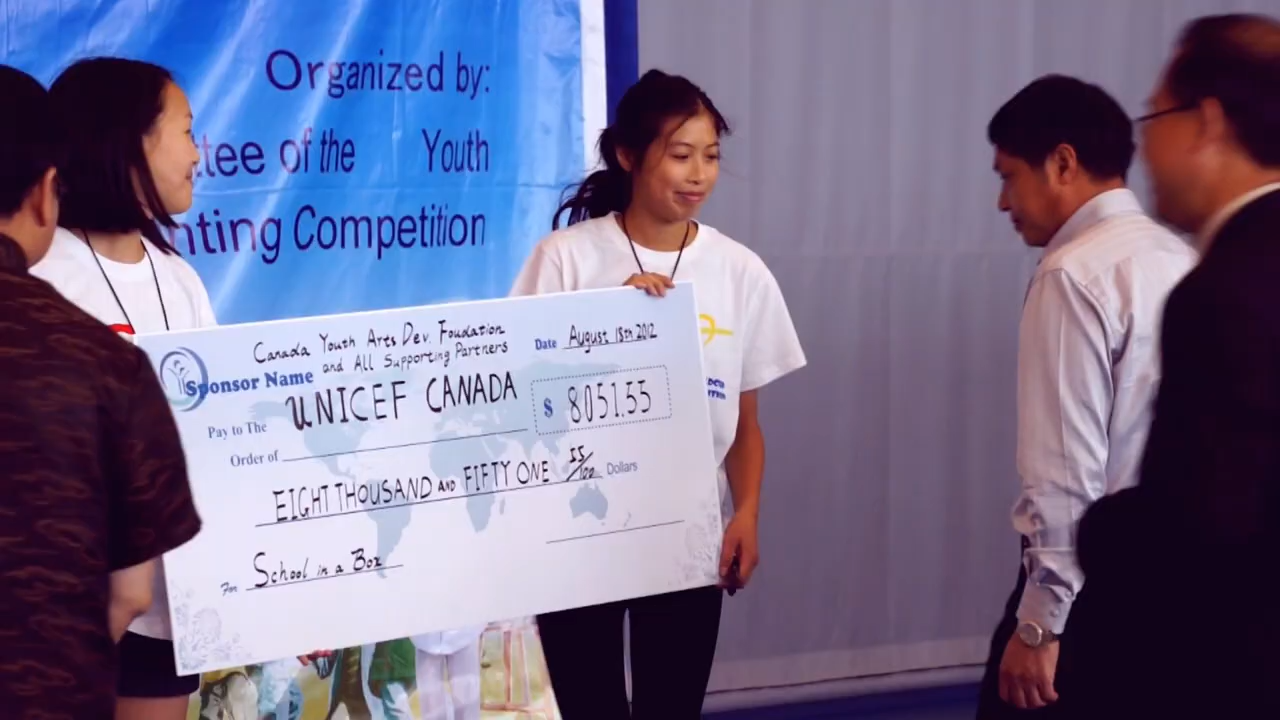 Organized by:
of the Youth
Competition
Canada Youth Arts Dev. Foudation
and All Supporting Partners
Date August 18th 2012
Sponsor Name
UNICEF CANADA
$ 8051.55
Pay to The
Order of
EIGHT THOUSAND AND FIFTY ONE 55/100 Dollars
For School in a Box